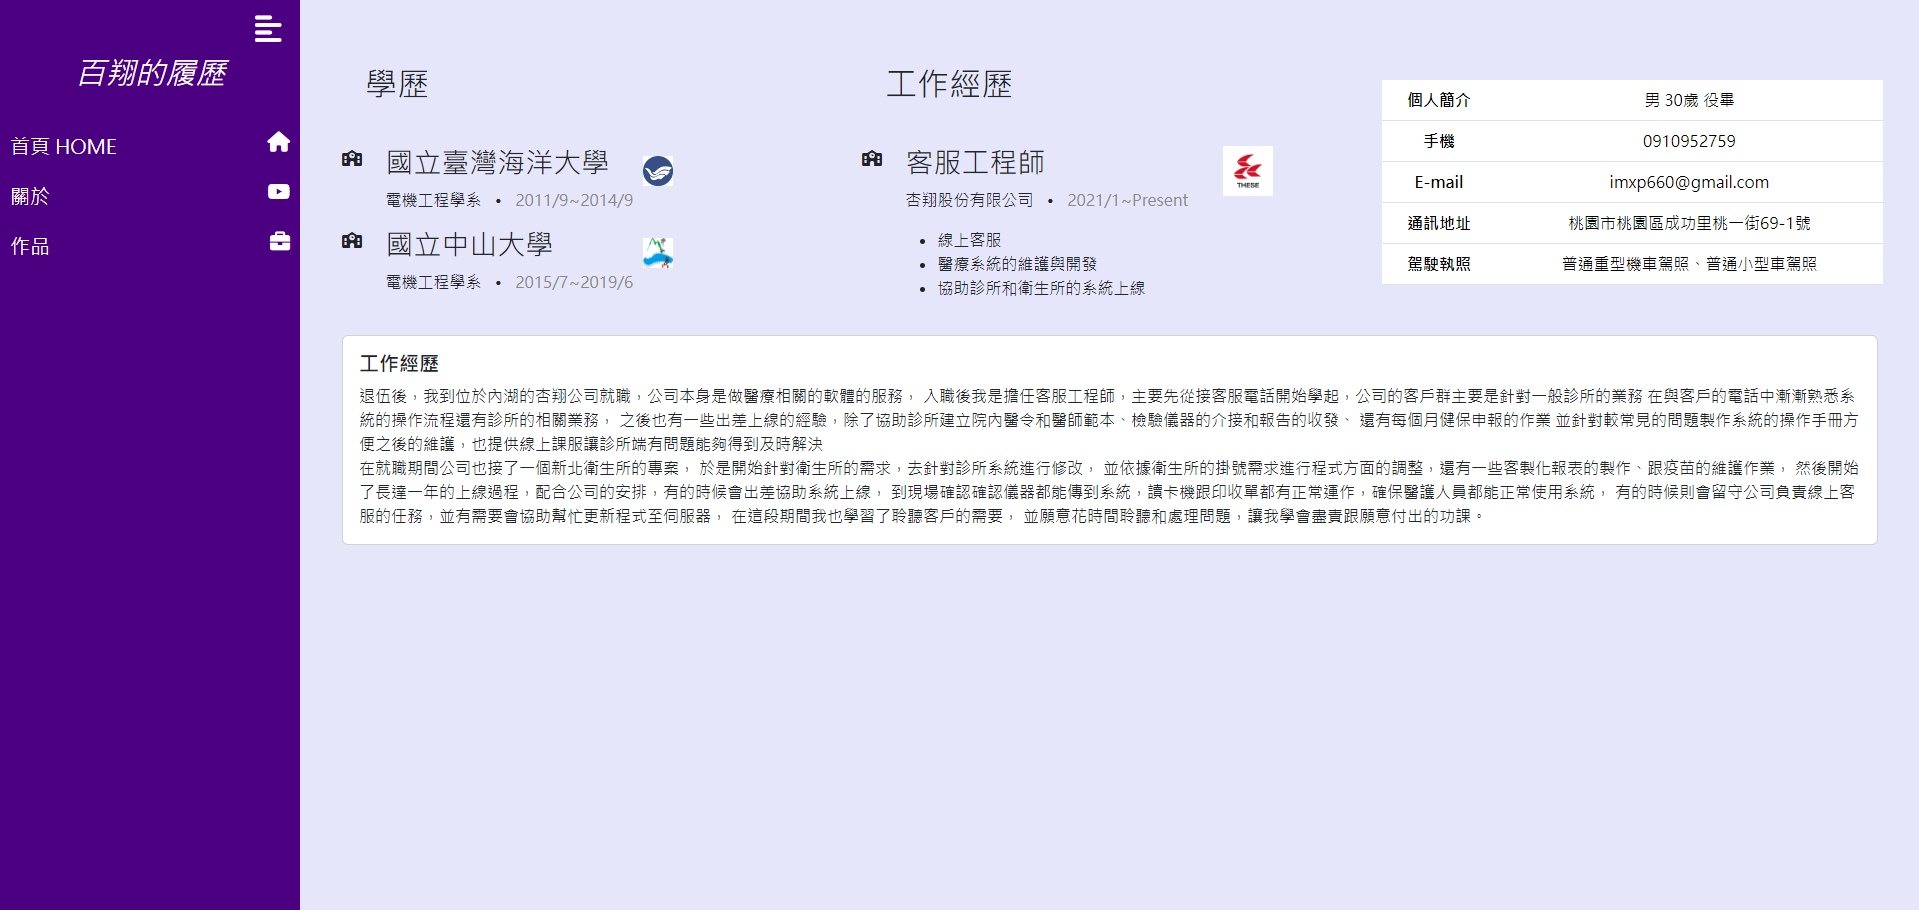 百翔的履歷
首頁 HOME
關於
作品
學歷
國立臺灣海洋大學
電機工程學系 • 2011/9~2014/9
國立中山大學
電機工程學系 • 2015/7~2019/6
工作經歷
客服工程師
THESE
杏翔股份有限公司 • 2021/1~Present
• 線上客服
• 醫療系統的維護與開發
• 協助診所和衛生所的系統上線
個人簡介 男 30歲 役畢
手機 0910952759
E-mail imxp660@gmail.com
通訊地址 桃園市桃園區成功里桃一街69-1號
駕駛執照 普通重型機車駕照、普通小型車駕照
工作經歷
退伍後，我到位於內湖的杏翔公司就職，公司本身是做醫療相關的軟體的服務， 入職後我是擔任客服工程師，主要先從接客服電話開始學起，公司的客戶群主要是針對一般診所的業務 在與客戶的電話中漸漸熟悉系
統的操作流程還有診所的相關業務， 之後也有一些出差上線的經驗，除了協助診所建立院內醫令和醫師範本、檢驗儀器的介接和報告的收發、 還有每個月健保申報的作業 並針對較常見的問題製作系統的操作手冊方
便之後的維護，也提供線上課服讓診所端有問題能夠得到及時解決
在就職期間公司也接了一個新北衛生所的專案， 於是開始針對衛生所的需求，去針對診所系統進行修改， 並依據衛生所的掛號需求進行程式方面的調整，還有一些客製化報表的製作、跟疫苗的維護作業， 然後開始
了長達一年的上線過程，配合公司的安排，有的時候會出差協助系統上線， 到現場確認確認儀器都能傳到系統，讀卡機跟印收單都有正常運作，確保醫護人員都能正常使用系統， 有的時候則會留守公司負責線上客
服的任務，並有需要會協助幫忙更新程式至伺服器， 在這段期間我也學習了聆聽客戶的需要， 並願意花時間聆聽和處理問題，讓我學會盡責跟願意付出的功課。